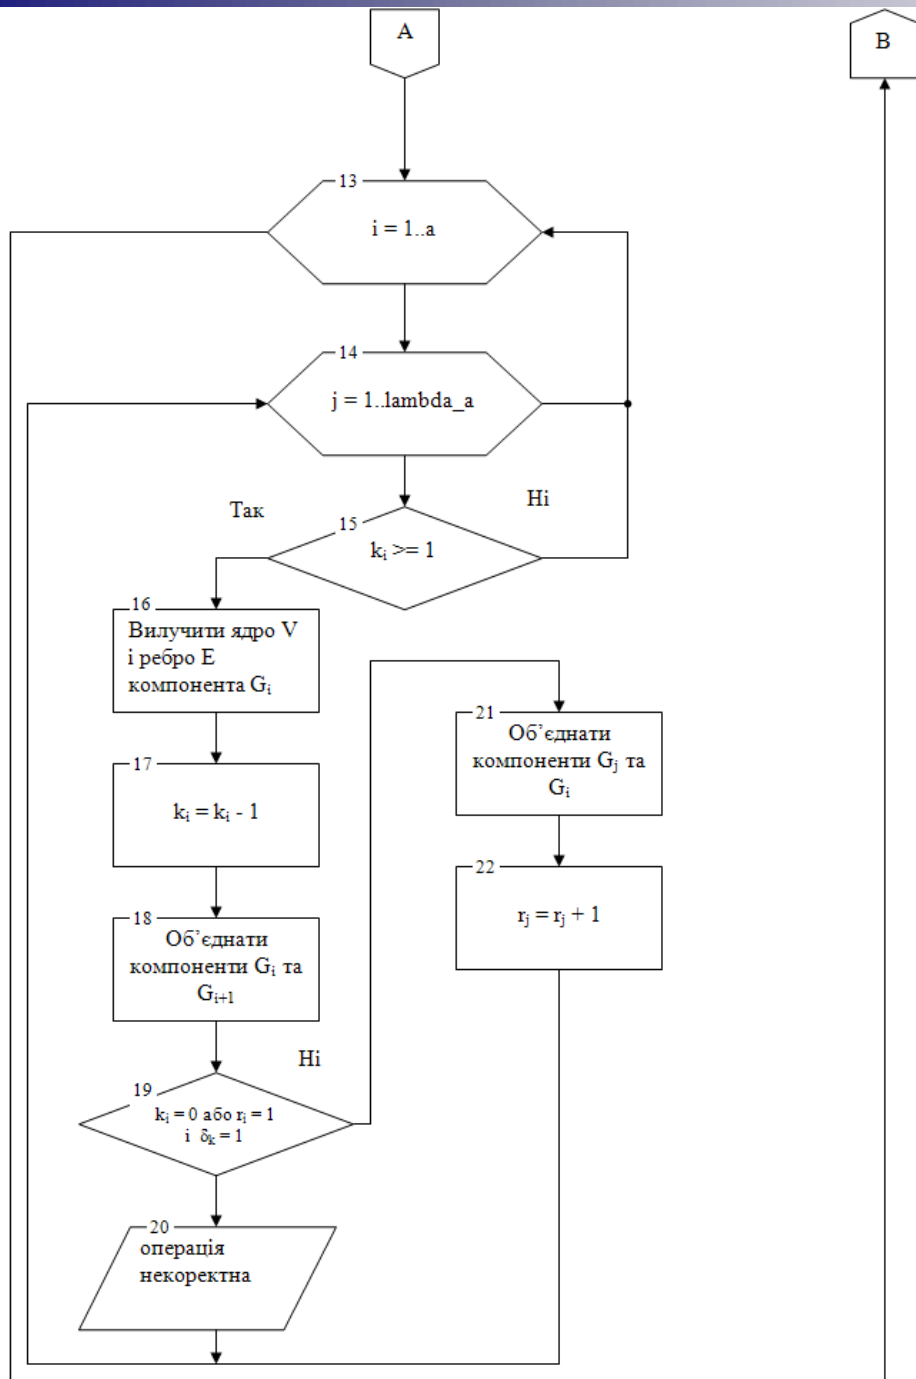 A
B
13
i = 1..a
14
j = 1..lambda_a
Так
Ні
15
kᵢ >= 1
16
Вилучити ядро V
і ребро E
компонента Gᵢ
21
Об’єднати
компоненти Gⱼ та
Gᵢ
17
kᵢ = kᵢ - 1
22
rⱼ = rⱼ + 1
18
Об’єднати
компоненти Gᵢ та
Gᵢ₊₁
Ні
19
kᵢ = 0 або rᵢ = 1
і δₖ = 1
20
операція
некоректна